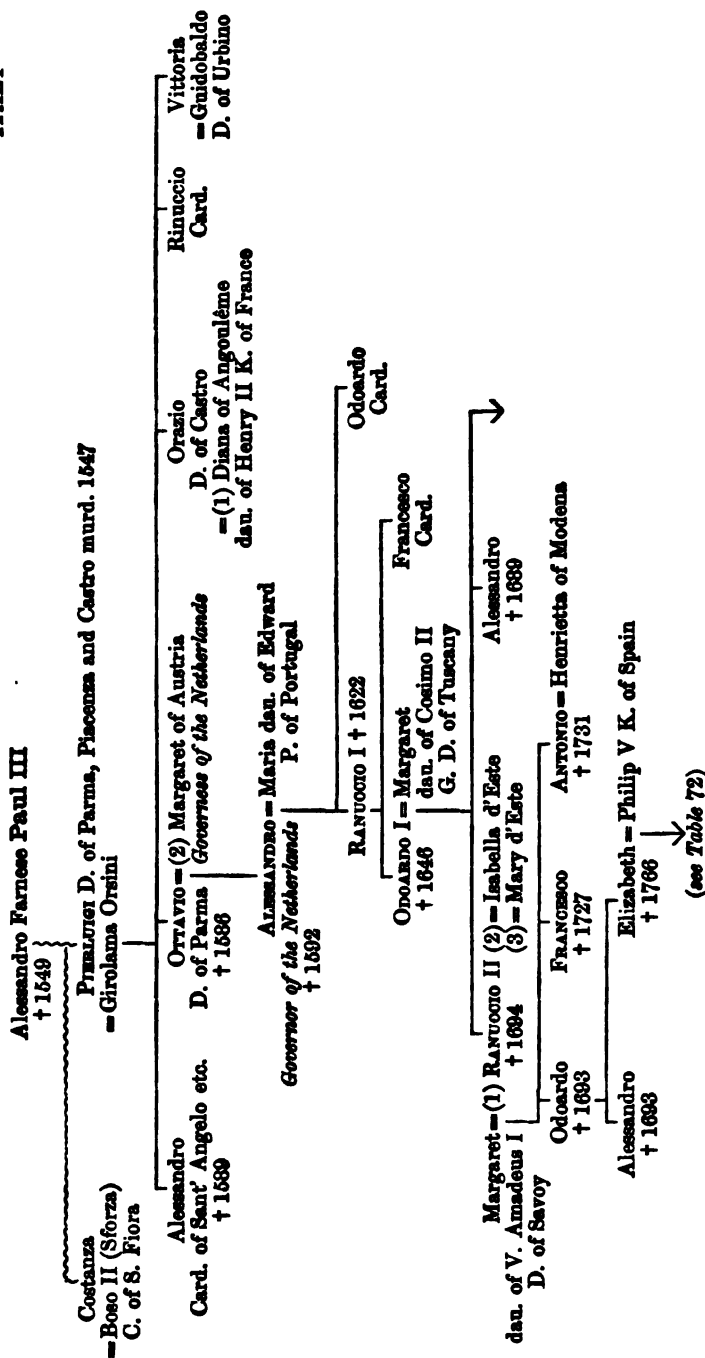 Alessandro Farnese Paul III
† 1549
Costanza
=Boso II (Sforza)
C. of S. Fiora
PIERLUIGI D. of Parma, Piacenza and Castro murd. 1547
=Girolama Orsini
Alessandro
Card. of Sant' Angelo etc.
† 1589
OTTAVIO=(2) Margaret of Austria
D. of Parma Governess of the Netherlands
† 1586
Orazio
D. of Castro
=(1) Diana of Angoulême
dau. of Henry II K. of France
Rinuccio
Card.
Vittoria
=Guidobaldo
D. of Urbino
ALESSANDRO=Maria dau. of Edward
Governor of the Netherlands P. of Portugal
† 1592
RANUCCIO I † 1622
Odoardo
Card.
ODOARDO I=Margaret
† 1646 dau. of Cosimo II
G. D. of Tuscany
Francesco
Card.
Margaret=(1) RANUCCIO II (2)=Isabella d'Este
dau. of V. Amadeus I † 1694 (3)=Mary d'Este
D. of Savoy
Alessandro
† 1689
Odoardo
† 1693
FRANCESCO
† 1727
ANTONIO=Henrietta of Modena
† 1731
Alessandro
† 1693
Elizabeth=Philip V K. of Spain
† 1766
(see Table 72)